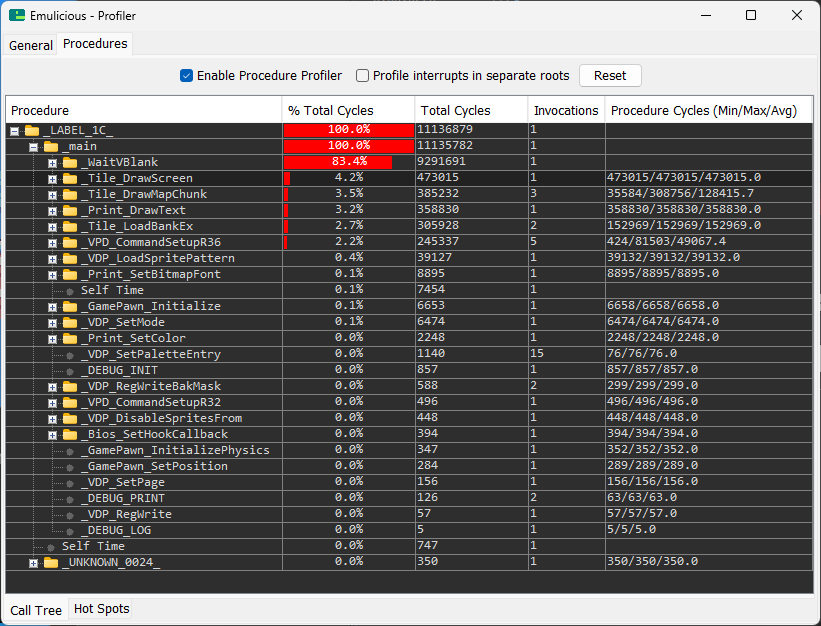 Emulicious - Profiler
General Procedures
Enable Procedure Profiler Profile interrupts in separate roots Reset
Procedure % Total Cycles Total Cycles Invocations Procedure Cycles (Min/Max/Avg)
_LABEL_1C_ 100.0% 11136879 1
_main 100.0% 11135782 1
_WaitVBlank 83.4% 9291691 1
_Tile_DrawScreen 4.2% 473015 1 473015/473015/473015.0
_Tile_DrawMapChunk 3.5% 385232 3 35584/308756/128415.7
_Print_DrawText 3.2% 358830 1 358830/358830/358830.0
_Tile_LoadBankEx 2.7% 305928 2 152969/152969/152969.0
_VPD_CommandSetupR36 2.2% 245337 5 424/81503/49067.4
_VDP_LoadSpritePattern 0.4% 39127 1 39132/39132/39132.0
_Print_SetBitmapFont 0.1% 8895 1 8895/8895/8895.0
Self Time 0.1% 7454 1
_GamePawn_Initialize 0.1% 6653 1 6658/6658/6658.0
_VDP_SetMode 0.1% 6474 1 6474/6474/6474.0
_Print_SetColor 0.0% 2248 1 2248/2248/2248.0
_VDP_SetPaletteEntry 0.0% 1140 15 76/76/76.0
_DEBUG_INIT 0.0% 857 1 857/857/857.0
_VDP_RegWriteBakMask 0.0% 588 2 299/299/299.0
_VPD_CommandSetupR32 0.0% 496 1 496/496/496.0
_VDP_DisableSpritesFrom 0.0% 448 1 448/448/448.0
_Bios_SetHookCallback 0.0% 394 1 394/394/394.0
_GamePawn_InitializePhysics 0.0% 347 1 352/352/352.0
_GamePawn_SetPosition 0.0% 284 1 289/289/289.0
_VDP_SetPage 0.0% 156 1 156/156/156.0
_DEBUG_PRINT 0.0% 126 2 63/63/63.0
_VDP_RegWrite 0.0% 57 1 57/57/57.0
_DEBUG_LOG 0.0% 5 1 5/5/5.0
Self Time 0.0% 747 1
_UNKNOWN_0024_ 0.0% 350 1 350/350/350.0
Call Tree Hot Spots